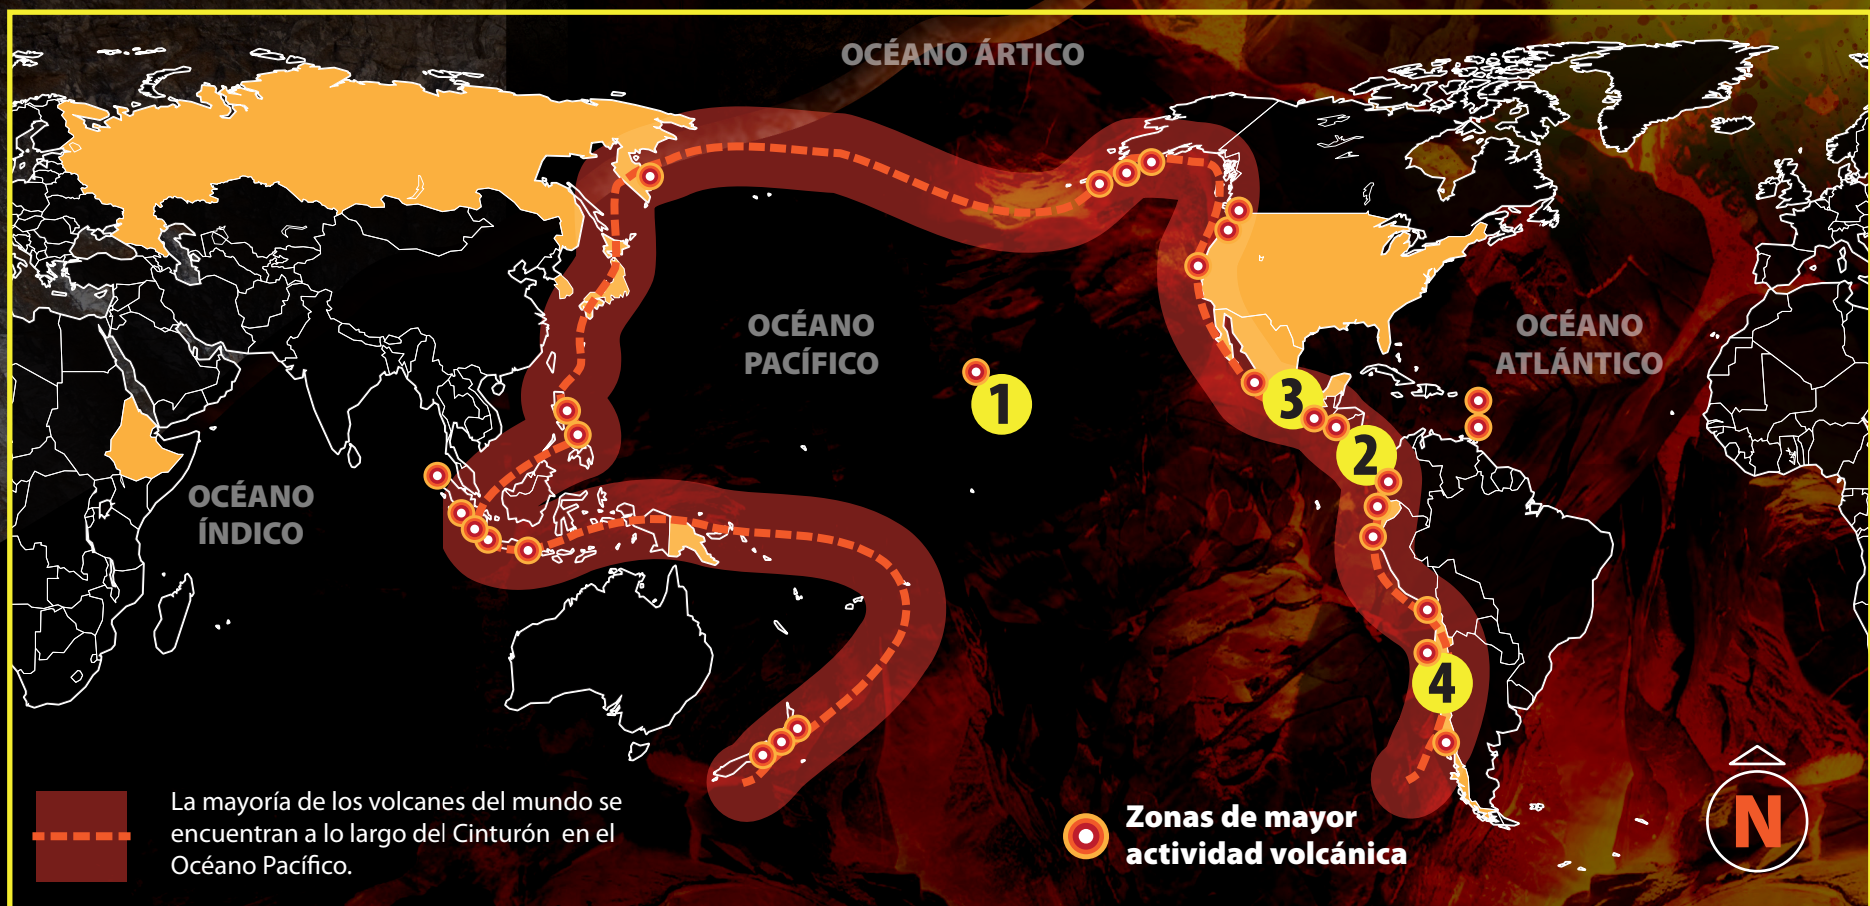 OCÉANO ÁRTICO
OCÉANO
PACÍFICO
OCÉANO
ATLÁNTICO
OCÉANO
ÍNDICO
1
3
2
4
La mayoría de los volcanes del mundo se
encuentran a lo largo del Cinturón en el
Océano Pacífico.
Zonas de mayor
actividad volcánica
N